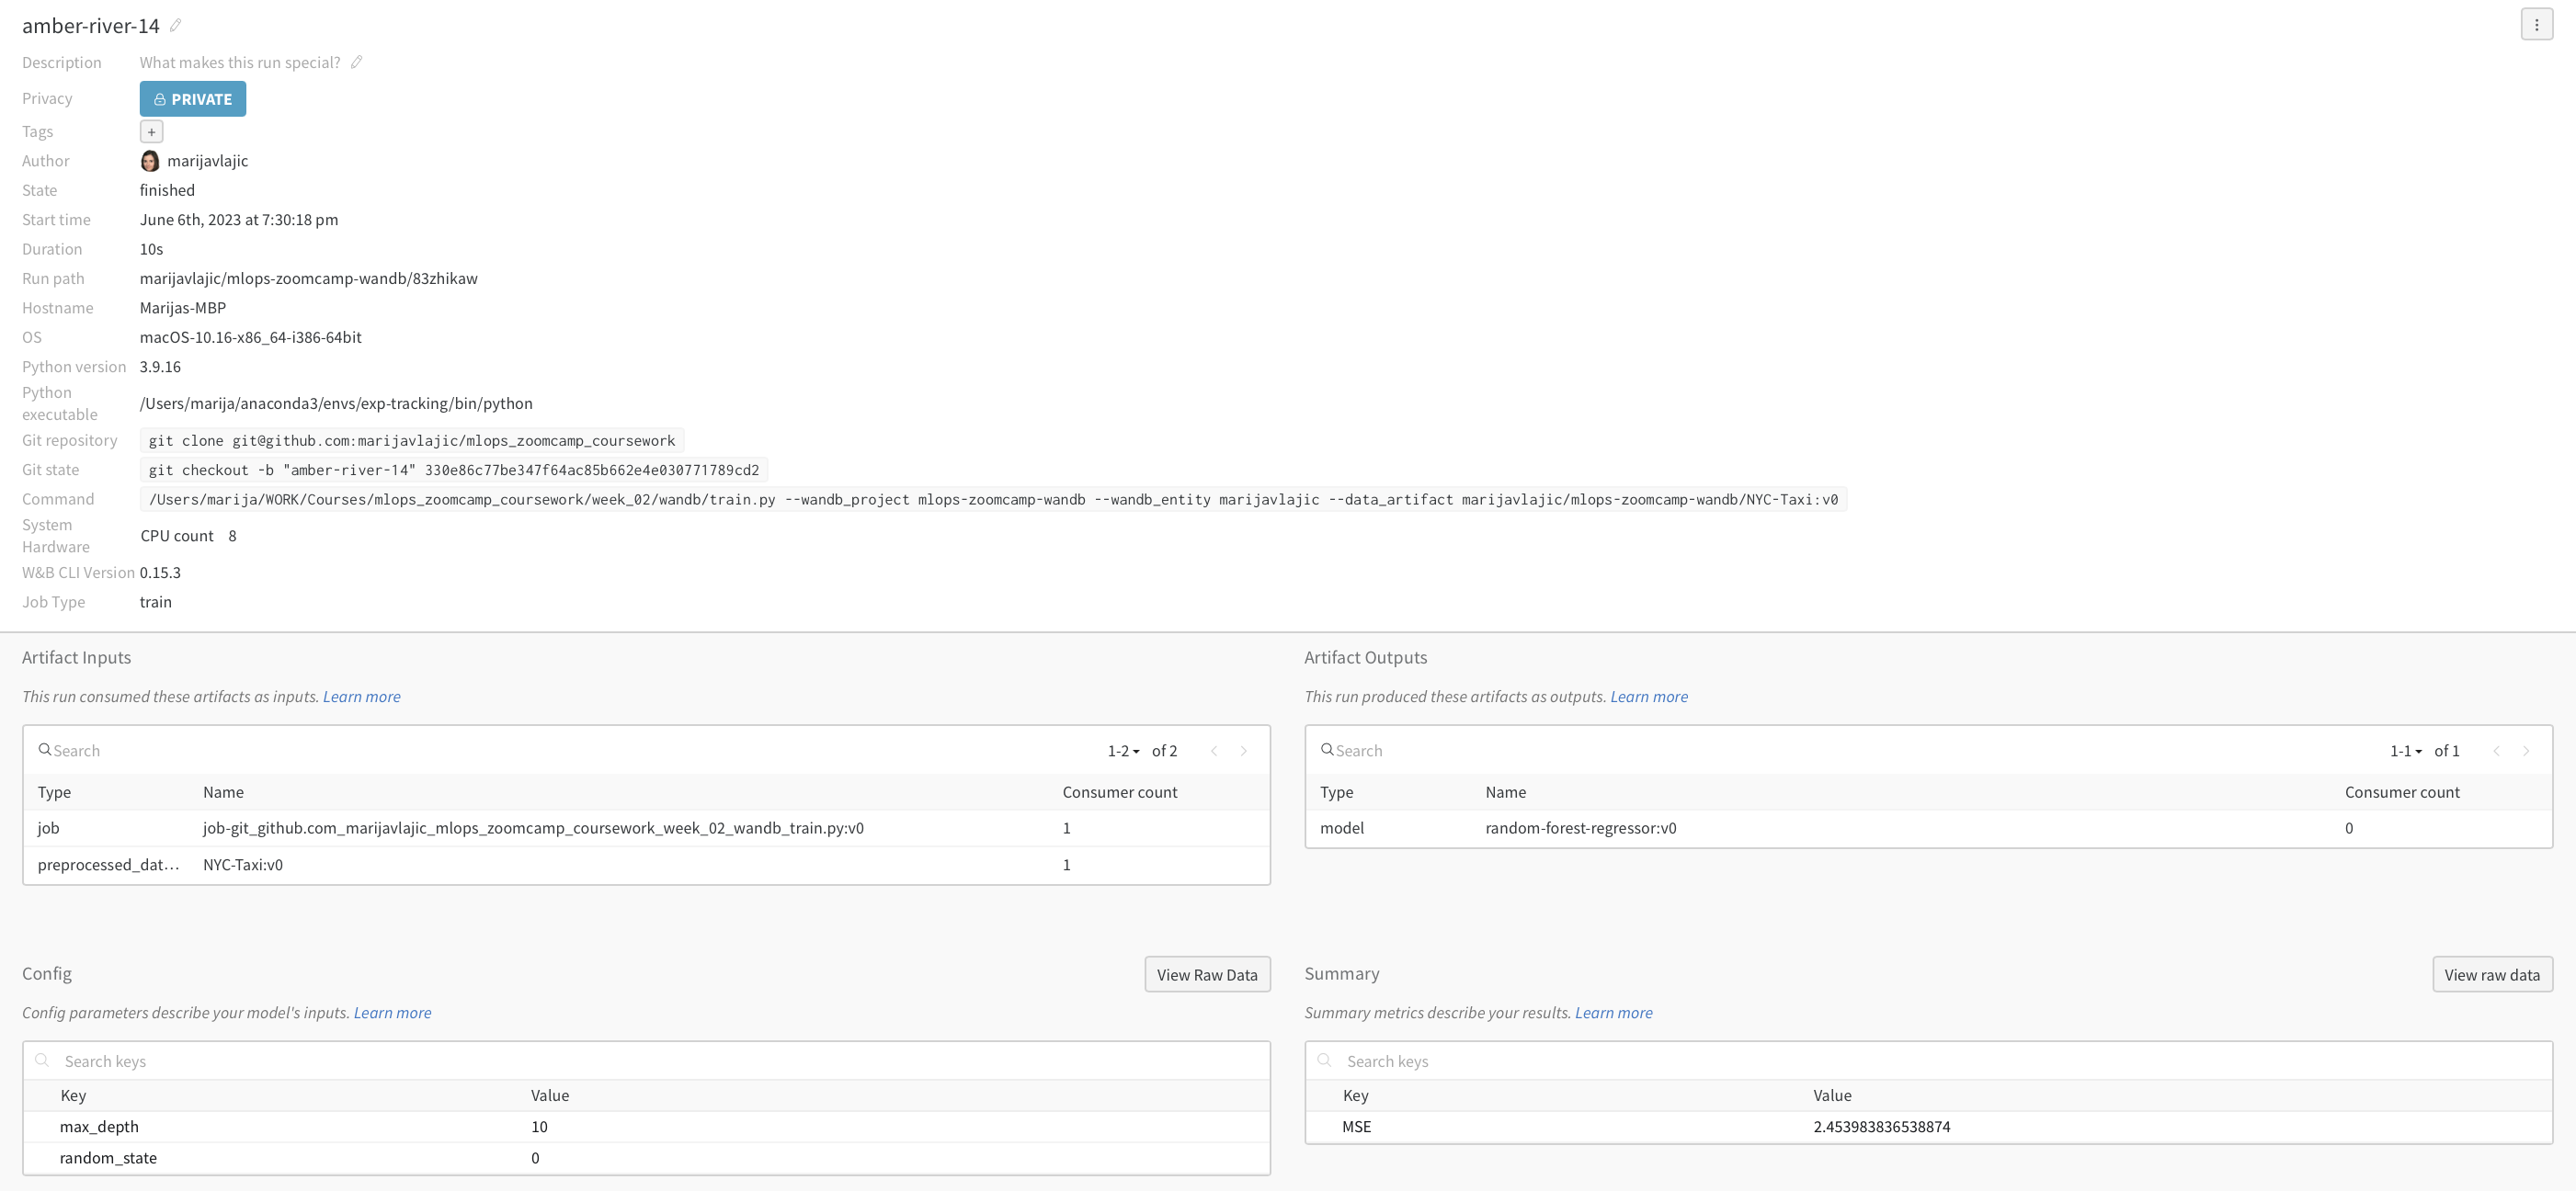 amber-river-14
Description What makes this run special?
Privacy PRIVATE
Tags +
Author marijavlajic
State finished
Start time June 6th, 2023 at 7:30:18 pm
Duration 10s
Run path marijavlajic/mlops-zoomcamp-wandb/83zhikaw
Hostname Marijas-MBP
OS macOS-10.16-x86_64-i386-64bit
Python version 3.9.16
Python
executable /Users/marija/anaconda3/envs/exp-tracking/bin/python
Git repository git clone git@github.com:marijavlajic/mlops_zoomcamp_coursework
Git state git checkout -b "amber-river-14" 330e86c77be347f64ac85b662e4e030771789cd2
Command /Users/marija/WORK/Courses/mlops_zoomcamp_coursework/week_02/wandb/train.py --wandb_project mlops-zoomcamp-wandb --wandb_entity marijavlajic --data_artifact marijavlajic/mlops-zoomcamp-wandb/NYC-Taxi:v0
System
Hardware CPU count 8
W&B CLI Version 0.15.3
Job Type train
Artifact Inputs
This run consumed these artifacts as inputs. Learn more
Search 1-2 of 2
Type Name Consumer count
job job-git_github.com_marijavlajic_mlops_zoomcamp_coursework_week_02_wandb_train.py:v0 1
preprocessed_dat... NYC-Taxi:v0 1
Artifact Outputs
This run produced these artifacts as outputs. Learn more
Search 1-1 of 1
Type Name Consumer count
model random-forest-regressor:v0 0
Config View Raw Data
Config parameters describe your model's inputs. Learn more
Search keys
Key Value
max_depth 10
random_state 0
Summary View raw data
Summary metrics describe your results. Learn more
Search keys
Key Value
MSE 2.453983836538874